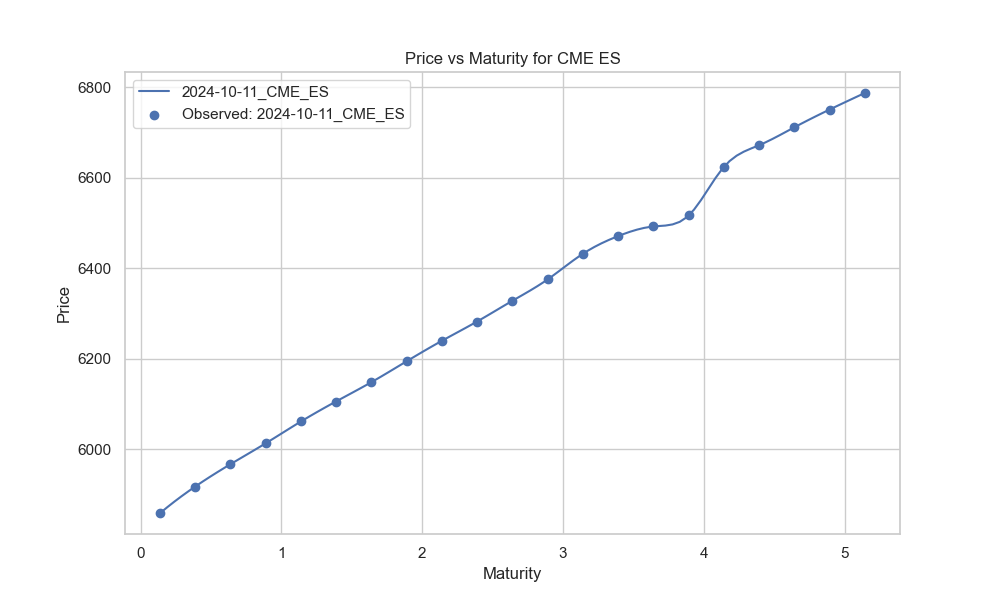 Price vs Maturity for CME ES
2024-10-11_CME_ES
Observed: 2024-10-11_CME_ES
Price
6800
6600
6400
6200
6000
0
1
2
3
4
5
Maturity